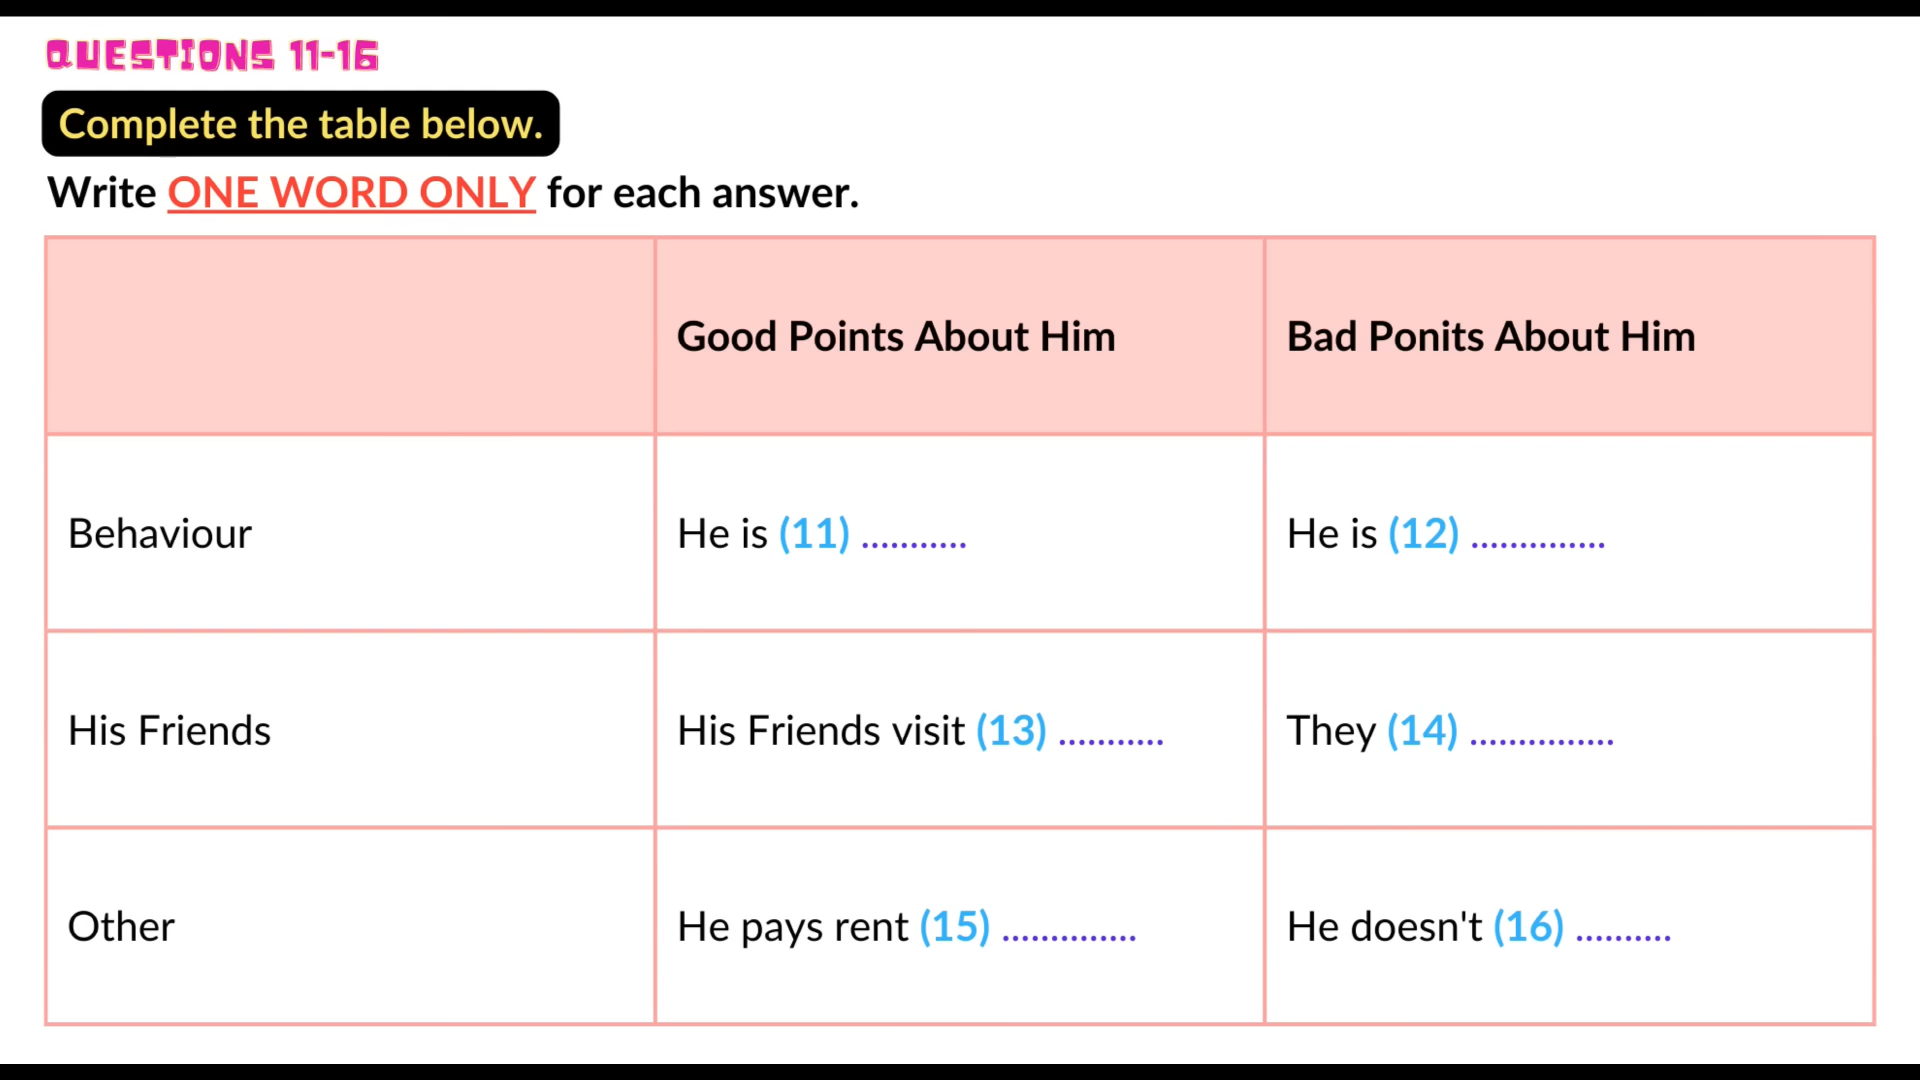 QUESTIONS 11-16
Complete the table below.
Write ONE WORD ONLY for each answer.
Good Points About Him
Bad Ponits About Him
Behaviour
He is (11) ...........
He is (12) ..............
His Friends
His Friends visit (13) ...........
They (14) ...............
Other
He pays rent (15) ..............
He doesn't (16) ..........